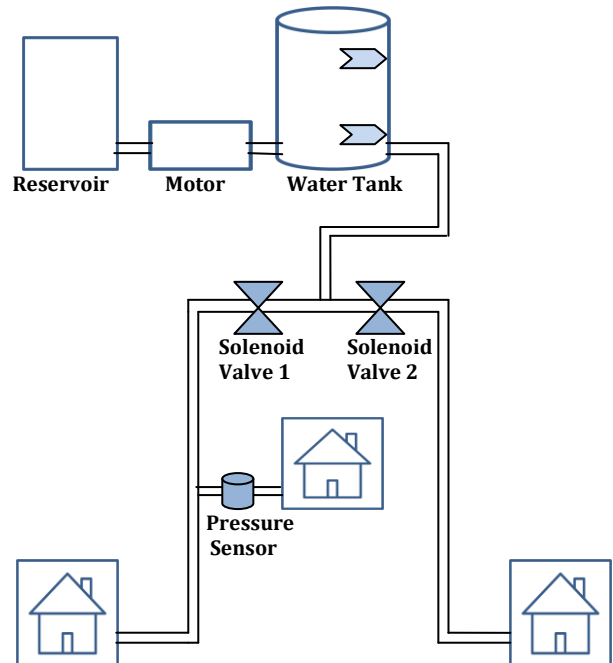 Reservoir
Motor
Water Tank
Solenoid
Valve 1
Solenoid
Valve 2
Pressure
Sensor